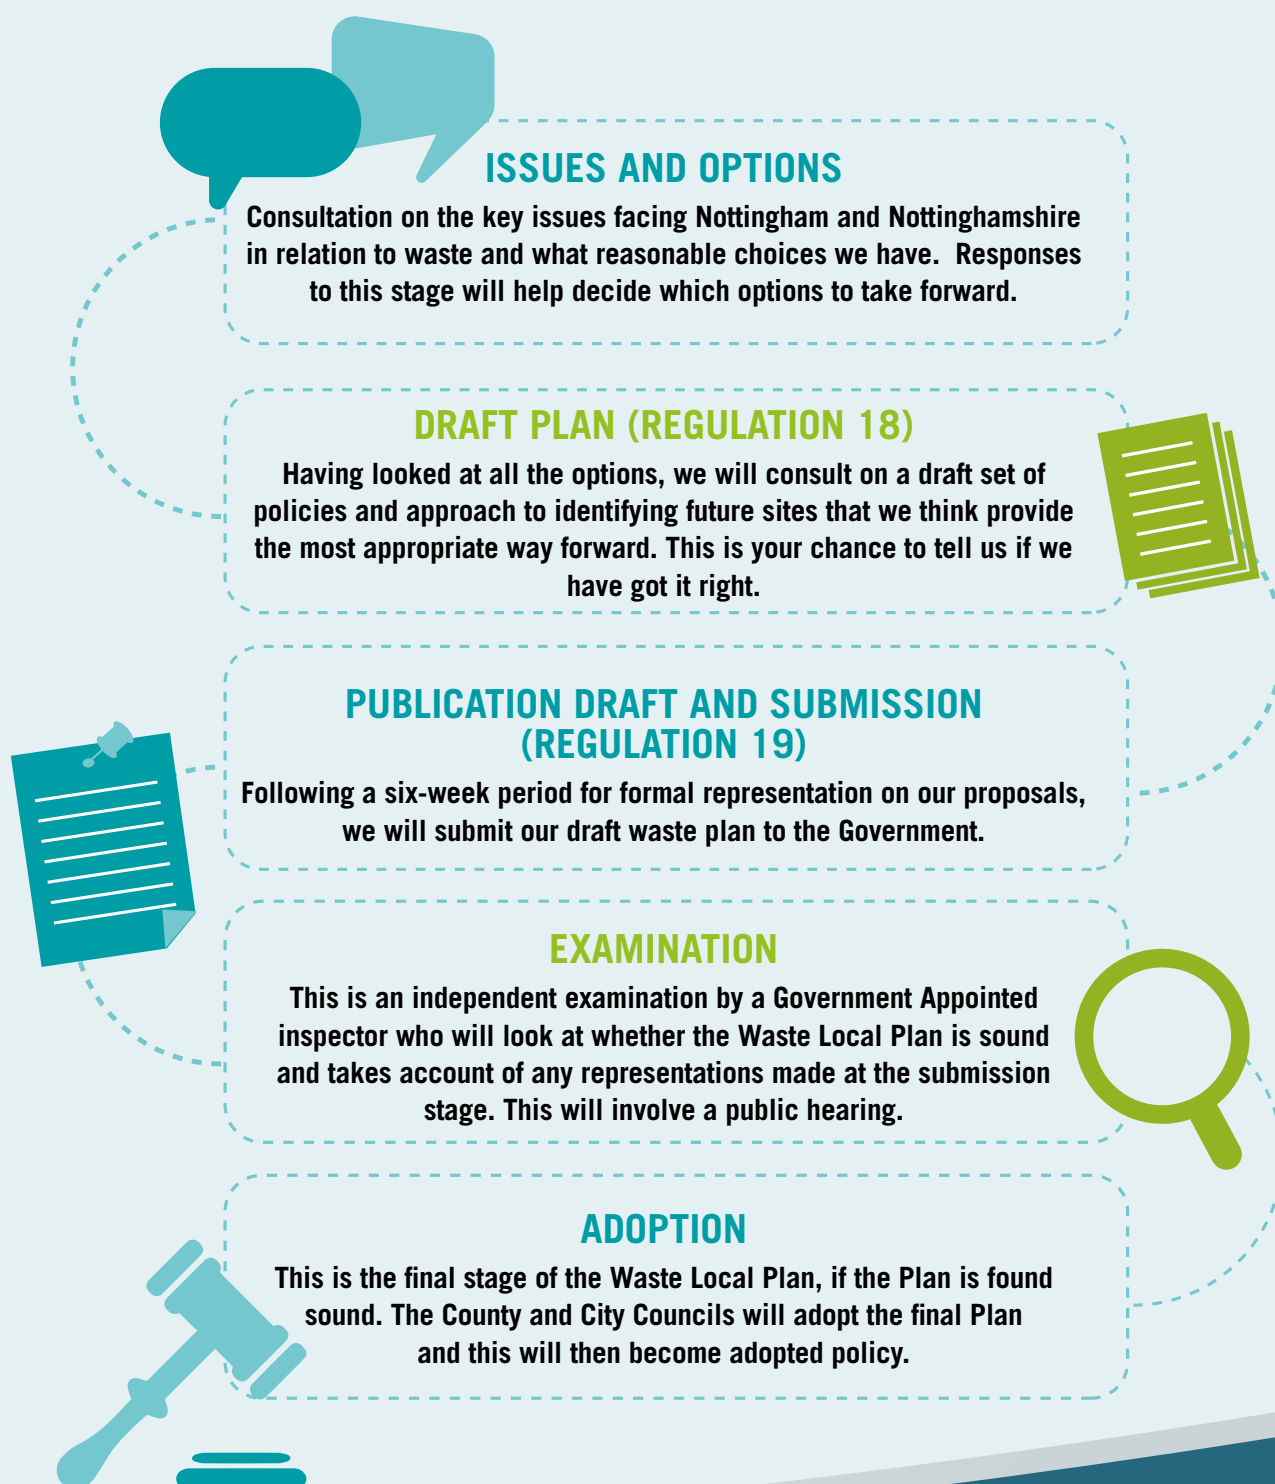 ISSUES AND OPTIONS
Consultation on the key issues facing Nottingham and Nottinghamshire
in relation to waste and what reasonable choices we have.  Responses
to this stage will help decide which options to take forward.
DRAFT PLAN (REGULATION 18)
Having looked at all the options, we will consult on a draft set of
policies and approach to identifying future sites that we think provide
the most appropriate way forward. This is your chance to tell us if we
have got it right.
PUBLICATION DRAFT AND SUBMISSION
(REGULATION 19)
Following a six-week period for formal representation on our proposals,
we will submit our draft waste plan to the Government.
EXAMINATION
This is an independent examination by a Government Appointed
inspector who will look at whether the Waste Local Plan is sound
and takes account of any representations made at the submission
stage. This will involve a public hearing.
ADOPTION
This is the final stage of the Waste Local Plan, if the Plan is found
sound. The County and City Councils will adopt the final Plan
and this will then become adopted policy.